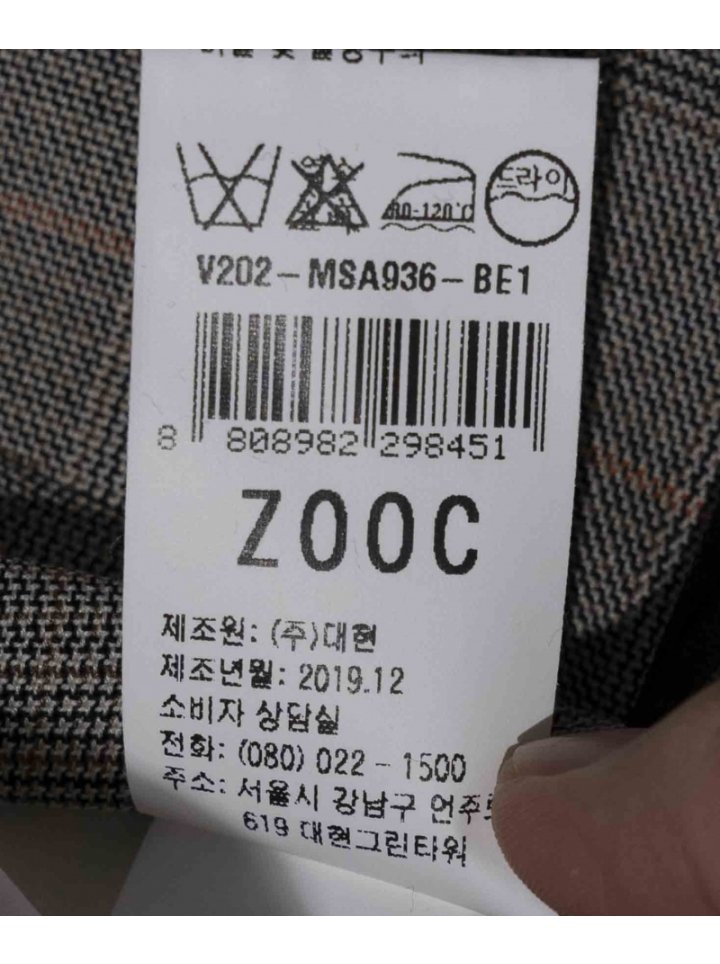 드라이
80-120°C
V202-MSA936-BE1
8 808982 298451
ZOOC
제조원: (주)대현
제조년월: 2019.12
소비자 상담실
전화: (080) 022-1500
주소: 서울시 강남구 언주로
619 대현그린타워